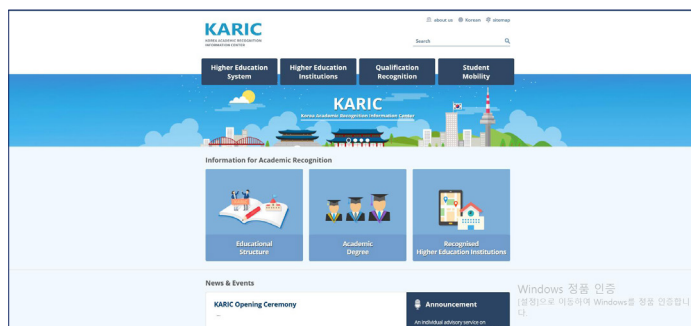 about us Korean sitemap
KARIC
KOREA ACADEMIC RECOGNITION
INFORMATION CENTER
Search
Higher Education
System
Higher Education
Institutions
Qualification
Recognition
Student
Mobility
KARIC
Korea Academic Recognition Information Center
Information for Academic Recognition
Educational
Structure
Academic
Degree
Recognised
Higher Education Institutions
News & Events
KARIC Opening Ceremony
...
Announcement
An individual advisory service on
Windows 정품 인증
[설정]으로 이동하여 Windows를 정품 인증합니
다.